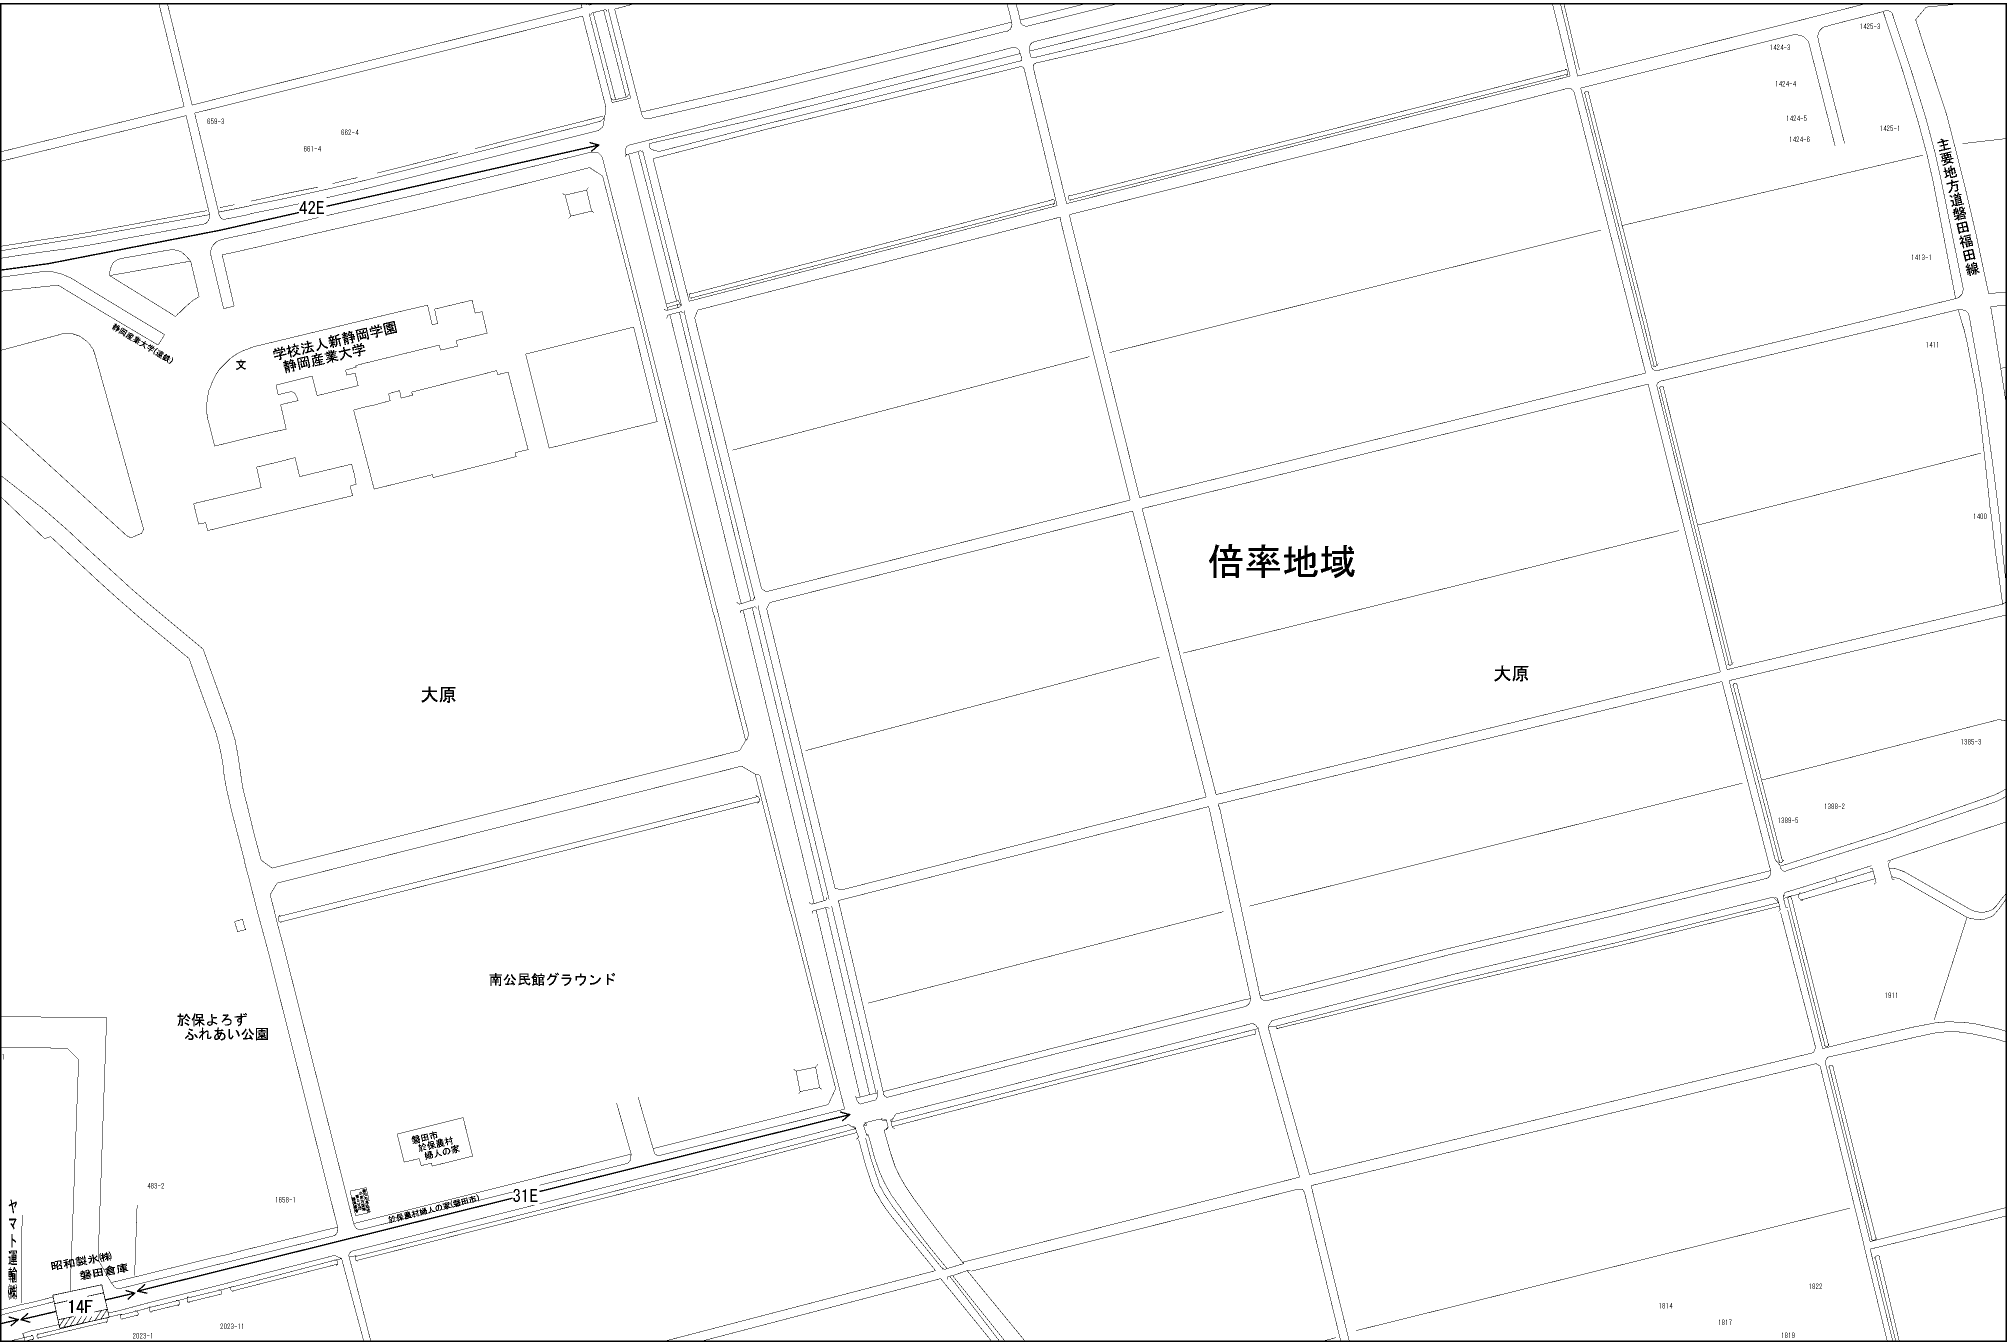 1425-3
1424-3
1424-4
1424-5
1424-6
1425-1
659-3
662-4
661-4
主要地方道磐田福田線
42E
1413-1
静岡産業大学(遠鉄)
文
学校法人新静岡学園
静岡産業大学
1411
1400
倍率地域
大原
大原
1385-3
1388-2
1389-5
南公民館グラウンド
1911
於保よろず
ふれあい公園
1
磐田市
於保農村
婦人の家
483-2
1658-1
於保農村婦人の家(磐田市)
31E
ヤマト運輸㈱
昭和製氷㈱
磐田倉庫
14F
2023-1
2023-11
1822
1814
1817
1819